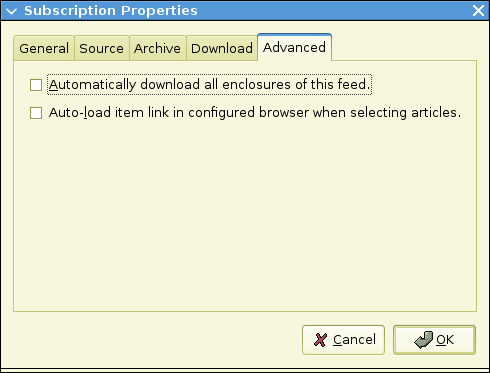 Subscription Properties
General Source Archive Download Advanced
Automatically download all enclosures of this feed.
Auto-load item link in configured browser when selecting articles.
Cancel OK